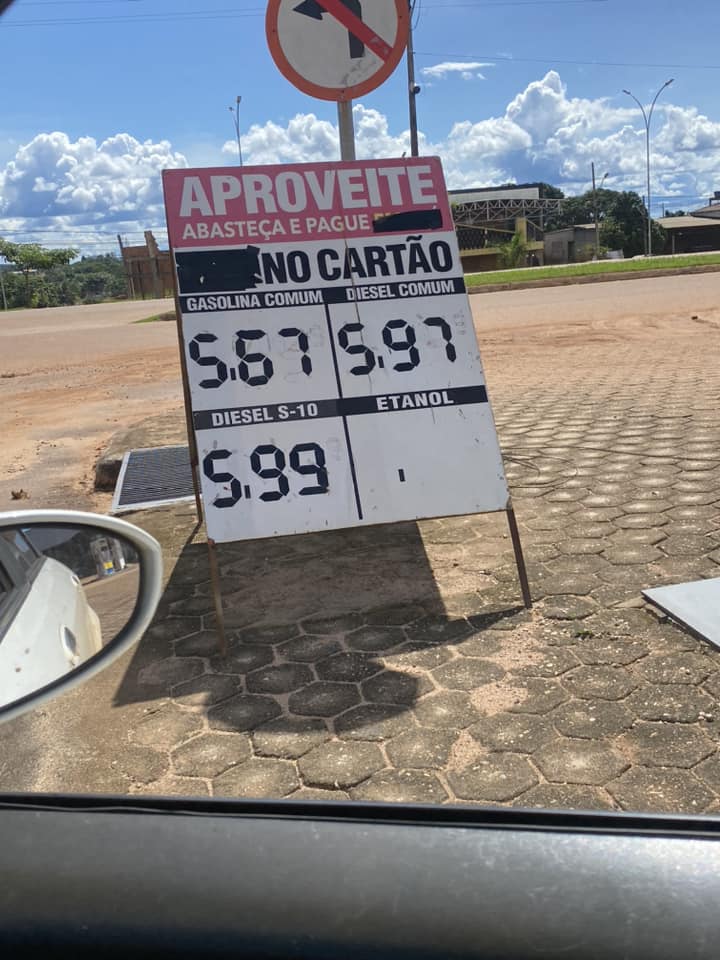 APROVEITE
ABASTEÇA E PAGUE
NO CARTÃO
GASOLINA COMUM DIESEL COMUM
5.67 5.97
DIESEL S-10 ETANOL
5.99 .